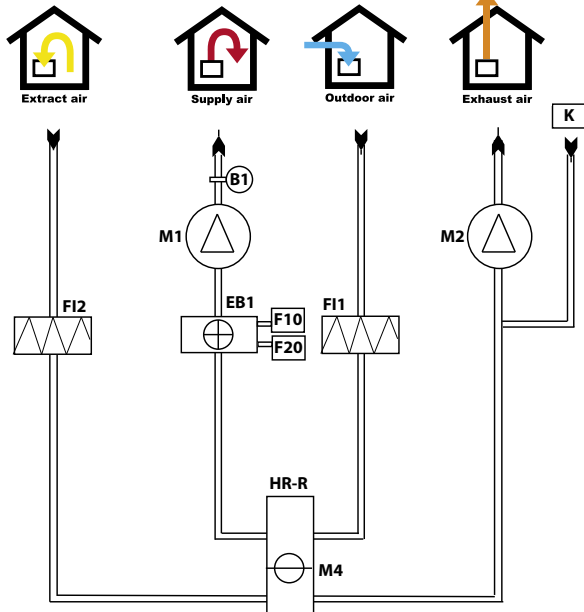 Extract air
Supply air
Outdoor air
Exhaust air
K
B1
M1
M2
FI2
EB1
FI1
F10
F20
HR-R
M4